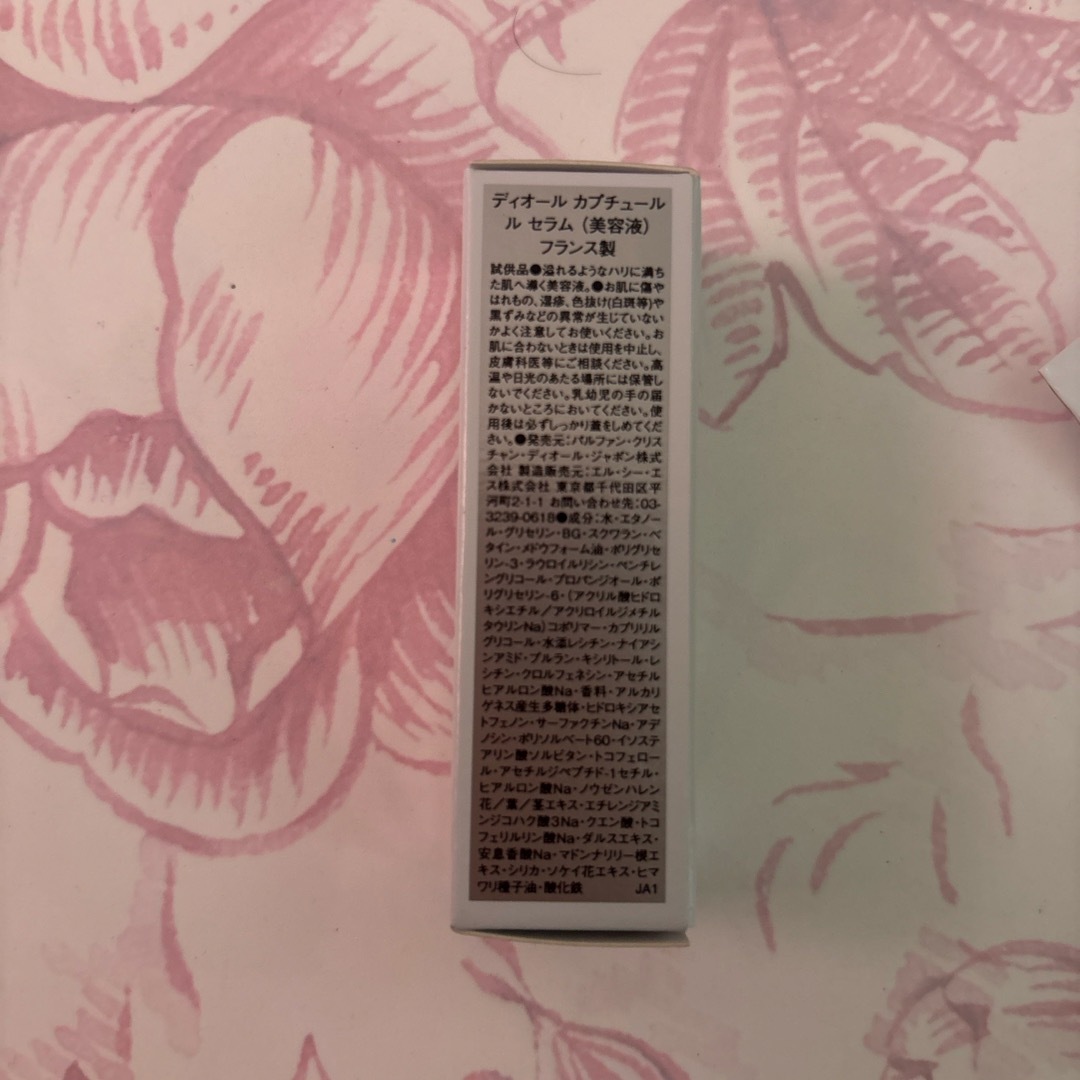 ディオール カプチュール
ル セラム（美容液）
フランス製
試供品●溢れるようなハリに満ち
た肌へ導く美容液。●お肌に傷や
はれもの、湿疹、色抜け(白斑等)や
黒ずみなどの異常が生じていない
かよく注意してお使いください。お
肌に合わないときは使用を中止し、
皮膚科医等にご相談ください。高
温や日光のあたる場所には保管し
ないでください。乳幼児の手の届
かないところにおいてください。使
用後は必ずしっかり蓋をしめてくだ
さい。●発売元：パルファン・クリス
チャン・ディオール・ジャポン株式
会社 製造販売元：エル・シー・エ
ス株式会社 東京都千代田区平
河町2-1-1 お問い合わせ先：03-
3239-0618●成分：水・エタノー
ル・グリセリン・BG・スクワラン・ベ
タイン・メドウフォーム油・ポリグリセ
リン-3・ラウロイルリシン・ペンチレ
ングリコール・プロパンジオール・ポ
リグリセリン-6・（アクリル酸ヒドロ
キシエチル／アクリロイルジメチル
タウリンNa）コポリマー・カプリリル
グリコール・水添レシチン・ナイアシ
ンアミド・プルラン・キシリトール・レ
シチン・クロルフェネシン・アセチル
ヒアルロン酸Na・香料・アルカリ
ゲネス産生多糖体・ヒドロキシアセ
トフェノン・サーファクチンNa・アデ
ノシン・ポリソルベート60・イソステ
アリン酸ソルビタン・トコフェロー
ル・アセチルジペプチド-1セチル・
ヒアルロン酸Na・ノウゼンハレン
花／葉／茎エキス・エチレンジアミ
ンジコハク酸3Na・クエン酸・トコ
フェリルリン酸Na・ダルスエキス・
安息香酸Na・マドンナリリー根エ
キス・シリカ・ソケイ花エキス・ヒマ
ワリ種子油・酸化鉄 JA1